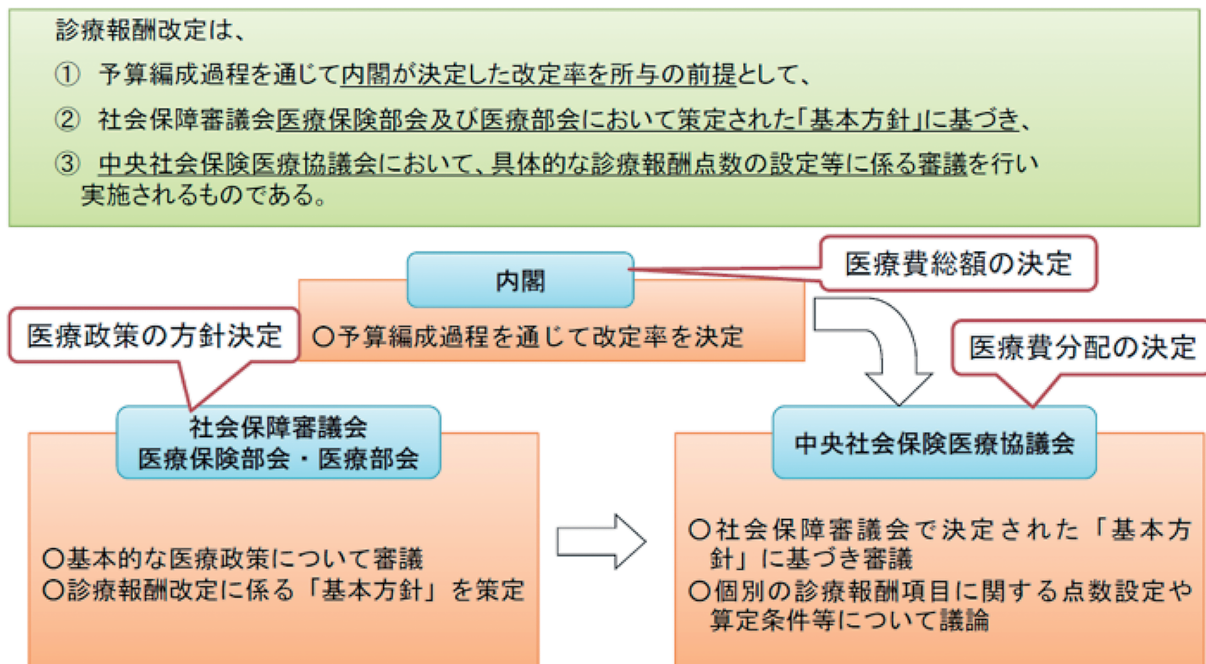 診療報酬改定は、
① 予算編成過程を通じて内閣が決定した改定率を所与の前提として、
② 社会保障審議会医療保険部会及び医療部会において策定された「基本方針」に基づき、
③ 中央社会保険医療協議会において、具体的な診療報酬点数の設定等に係る審議を行い
実施されるものである。
内閣
医療費総額の決定
〇予算編成過程を通じて改定率を決定
医療政策の方針決定
医療費分配の決定
社会保障審議会
医療保険部会・医療部会
〇基本的な医療政策について審議
〇診療報酬改定に係る「基本方針」を策定
中央社会保険医療協議会
〇社会保障審議会で決定された「基本方
針」に基づき審議
〇個別の診療報酬項目に関する点数設定や
算定条件等について議論